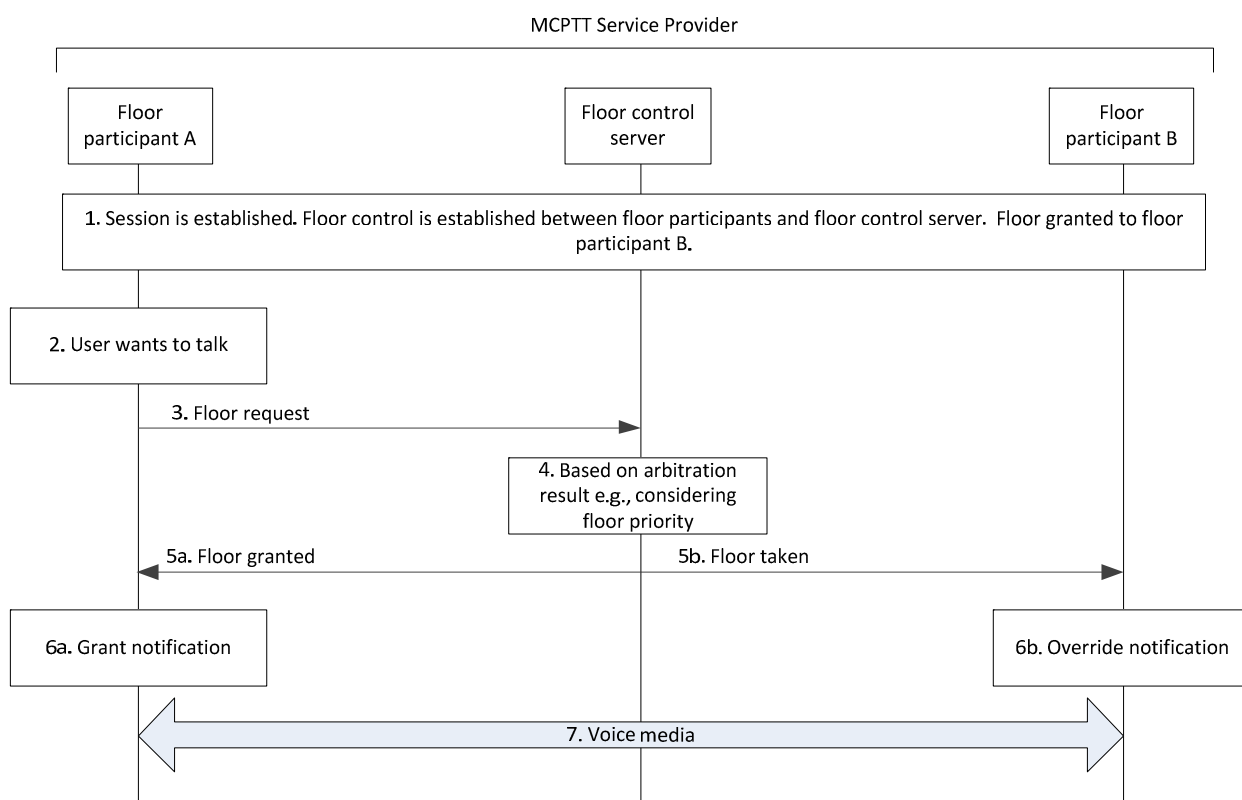 MCPTT Service Provider
Floor
participant A
Floor control
server
Floor
participant B
1. Session is established. Floor control is established between floor participants and floor control server.  Floor granted to floor
participant B.
2. User wants to talk
3. Floor request
4. Based on arbitration
result e.g., considering
floor priority
5a. Floor granted
5b. Floor taken
6a. Grant notification
6b. Override notification
7. Voice media